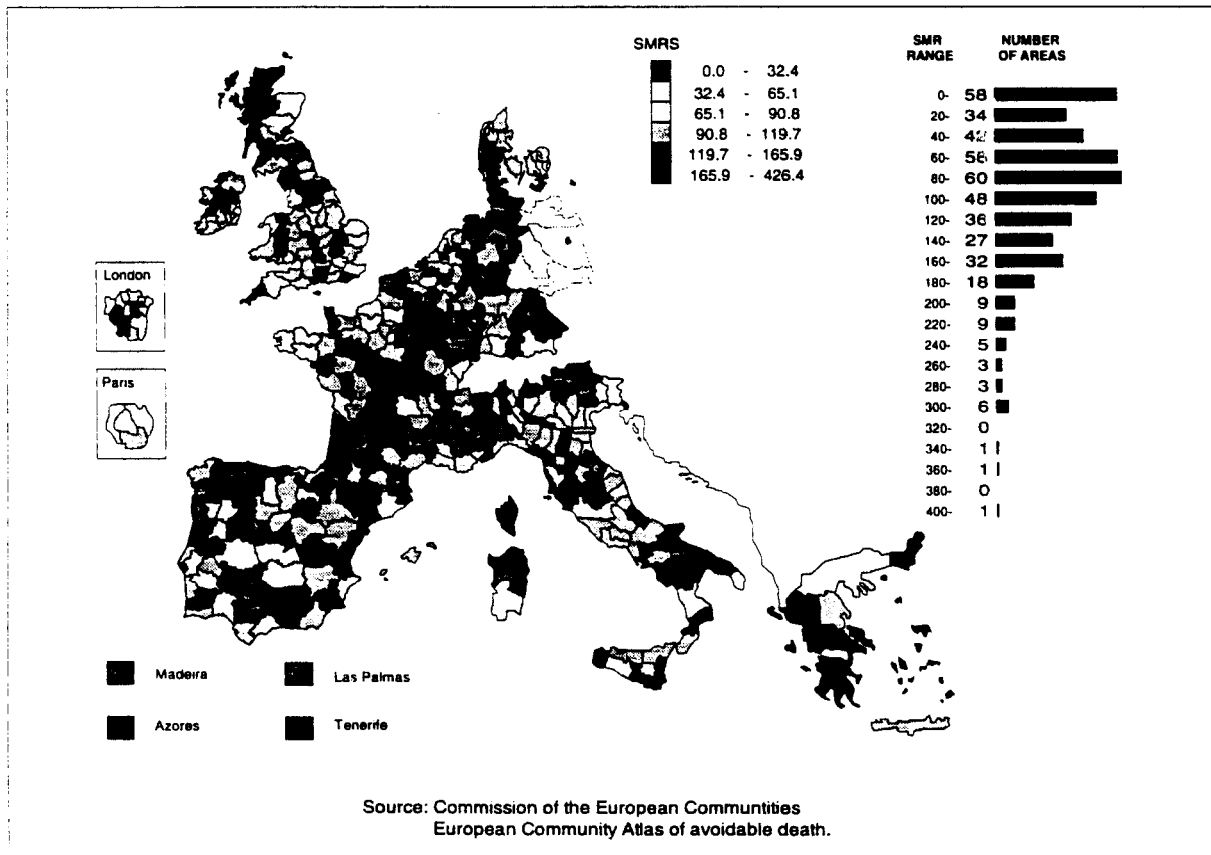 SMRS
0.0 - 32.4
32.4 - 65.1
65.1 - 90.8
90.8 - 119.7
119.7 - 165.9
165.9 - 426.4
SMR RANGE
NUMBER OF AREAS
0- 58
20- 34
40- 42
60- 58
80- 60
100- 48
120- 36
140- 27
160- 32
180- 18
200- 9
220- 9
240- 5
260- 3
280- 3
300- 6
320- 0
340- 1
360- 1
380- 0
400- 1
London
Paris
Madeira
Las Palmas
Azores
Tenerife
Source: Commission of the European Communtities
European Community Atlas of avoidable death.